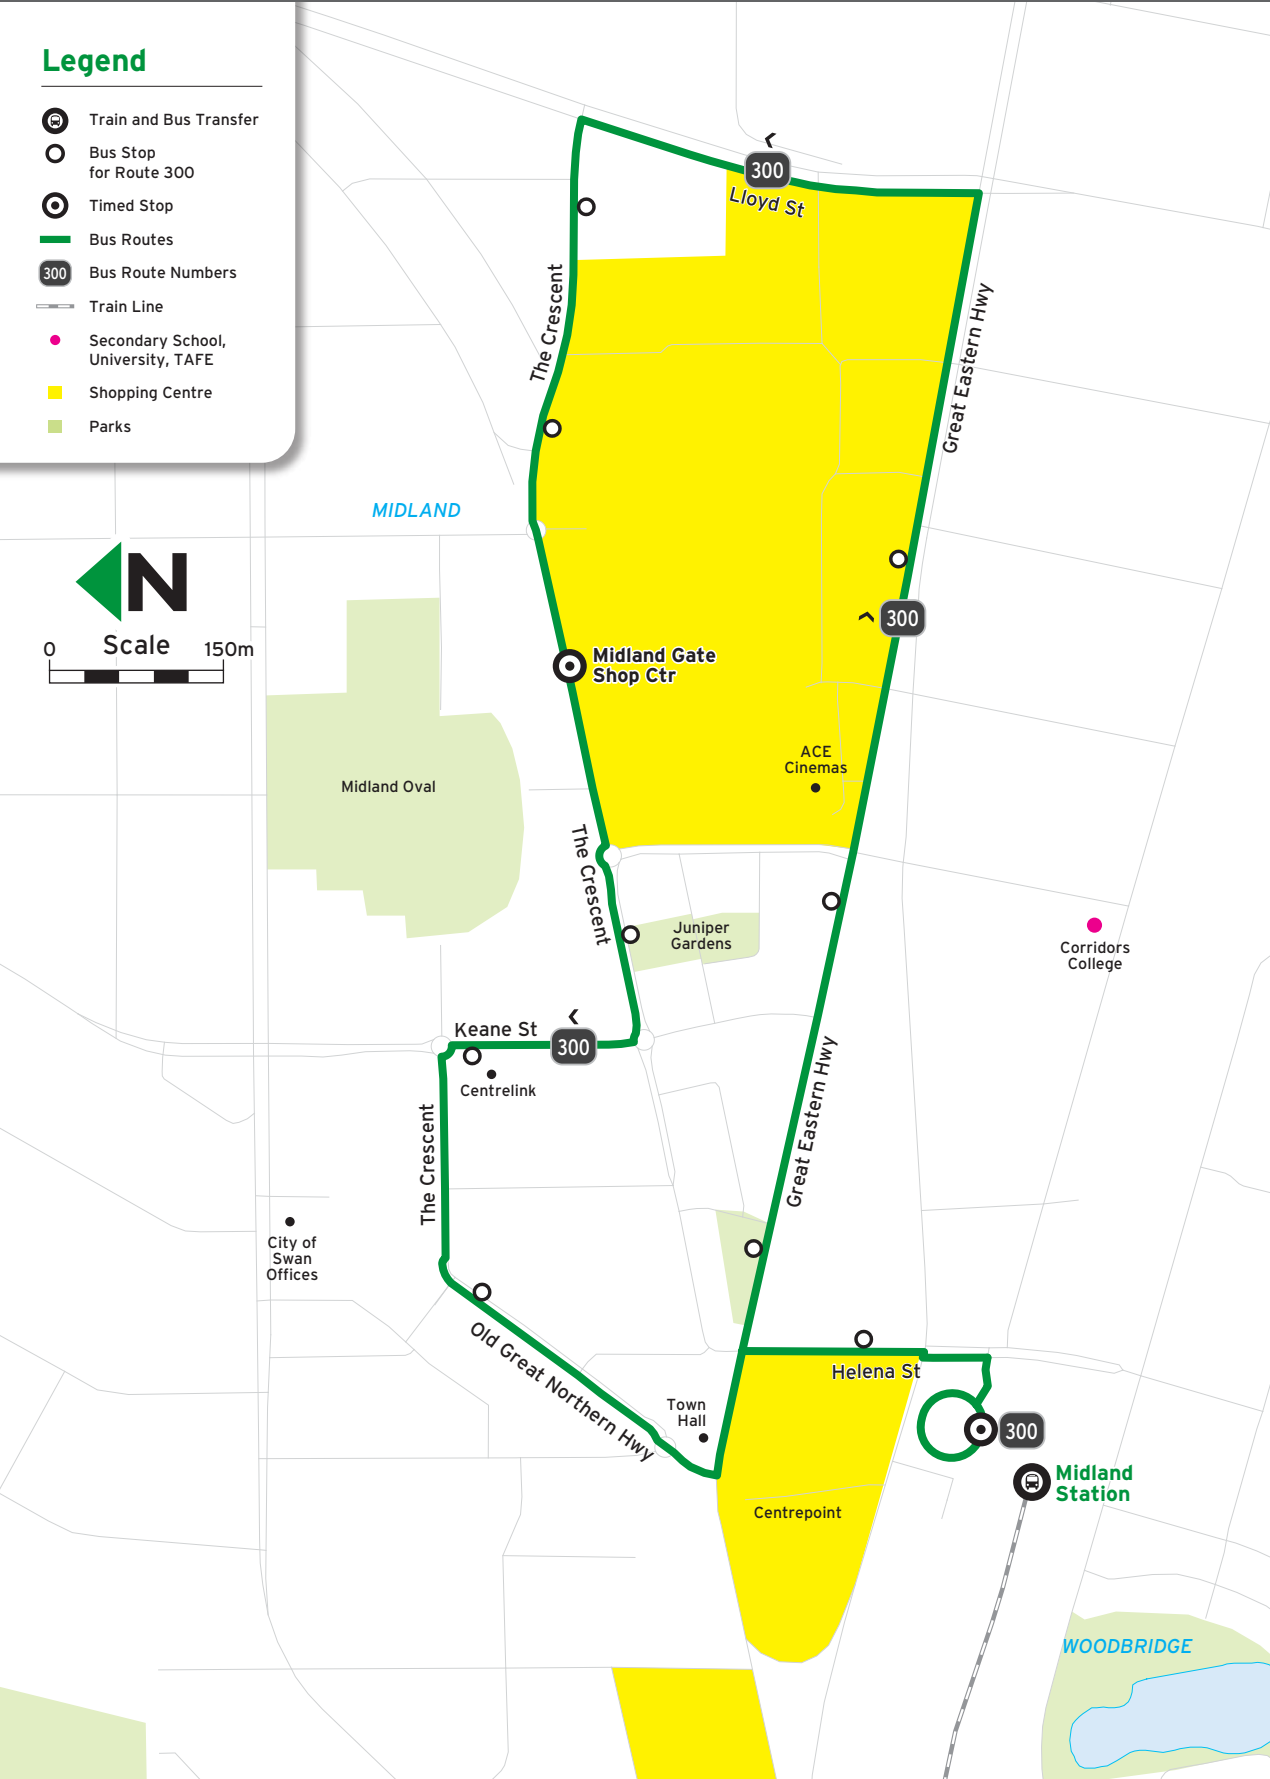 Legend
Train and Bus Transfer
Bus Stop
for Route 300
Timed Stop
Bus Routes
300
Bus Route Numbers
Train Line
Secondary School,
University, TAFE
Shopping Centre
Parks
300
Lloyd St
The Crescent
Great Eastern Hwy
MIDLAND
N
0
Scale
150m
300
Midland Gate
Shop Ctr
ACE
Cinemas
Midland Oval
The Crescent
Juniper
Gardens
Corridors
College
Keane St
300
Centrelink
Great Eastern Hwy
The Crescent
City of
Swan
Offices
Old Great Northern Hwy
Helena St
Town
Hall
300
Midland
Station
Centrepoint
WOODBRIDGE